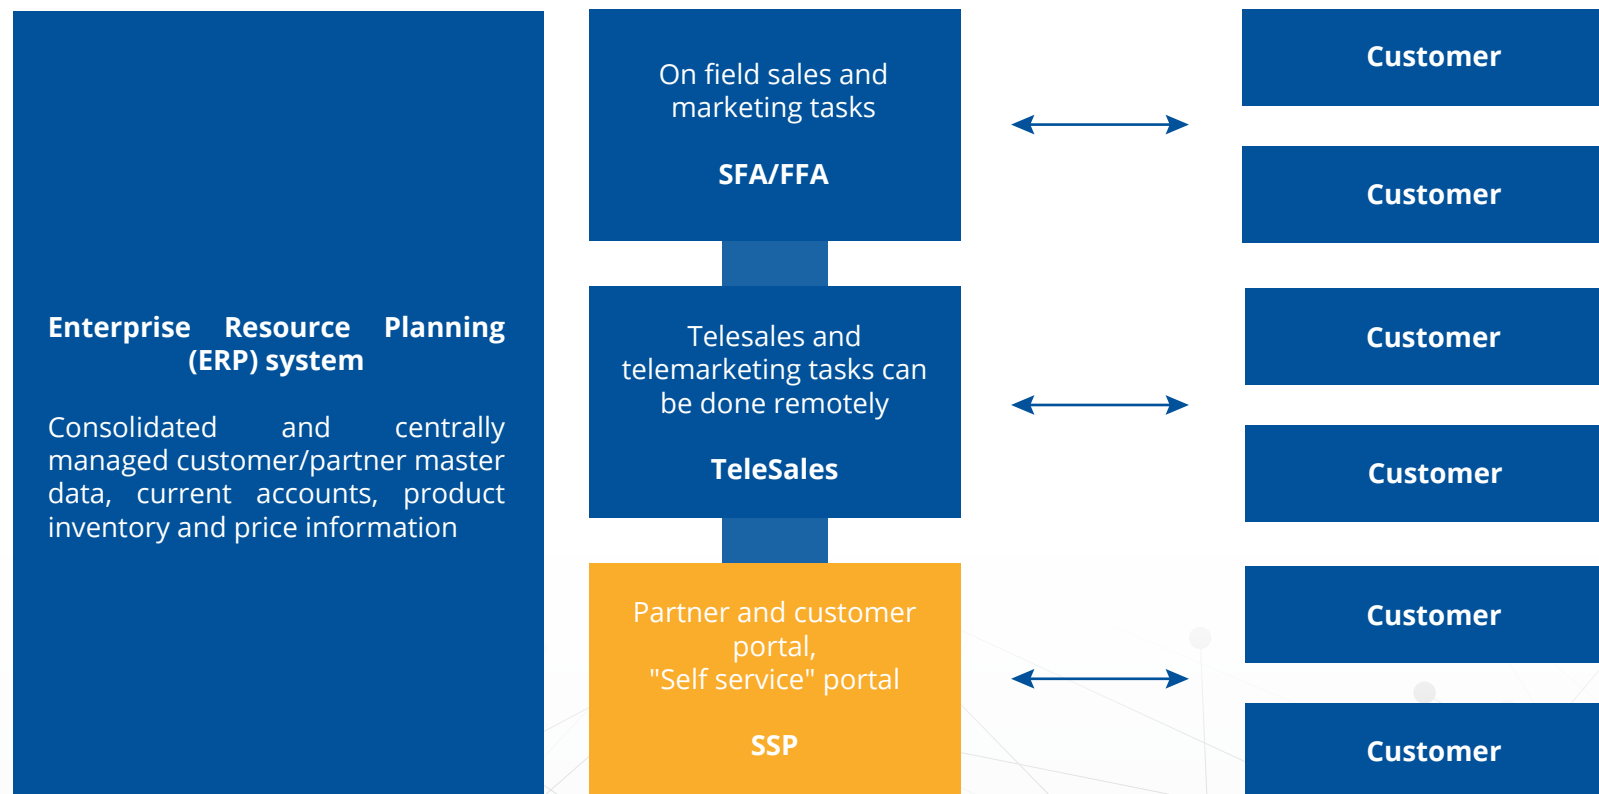 Enterprise Resource Planning
(ERP) system
Consolidated and centrally
managed customer/partner master
data, current accounts, product
inventory and price information
On field sales and
marketing tasks
SFA/FFA
Telesales and
telemarketing tasks can
be done remotely
TeleSales
Partner and customer
portal,
"Self service" portal
SSP
Customer
Customer
Customer
Customer
Customer
Customer